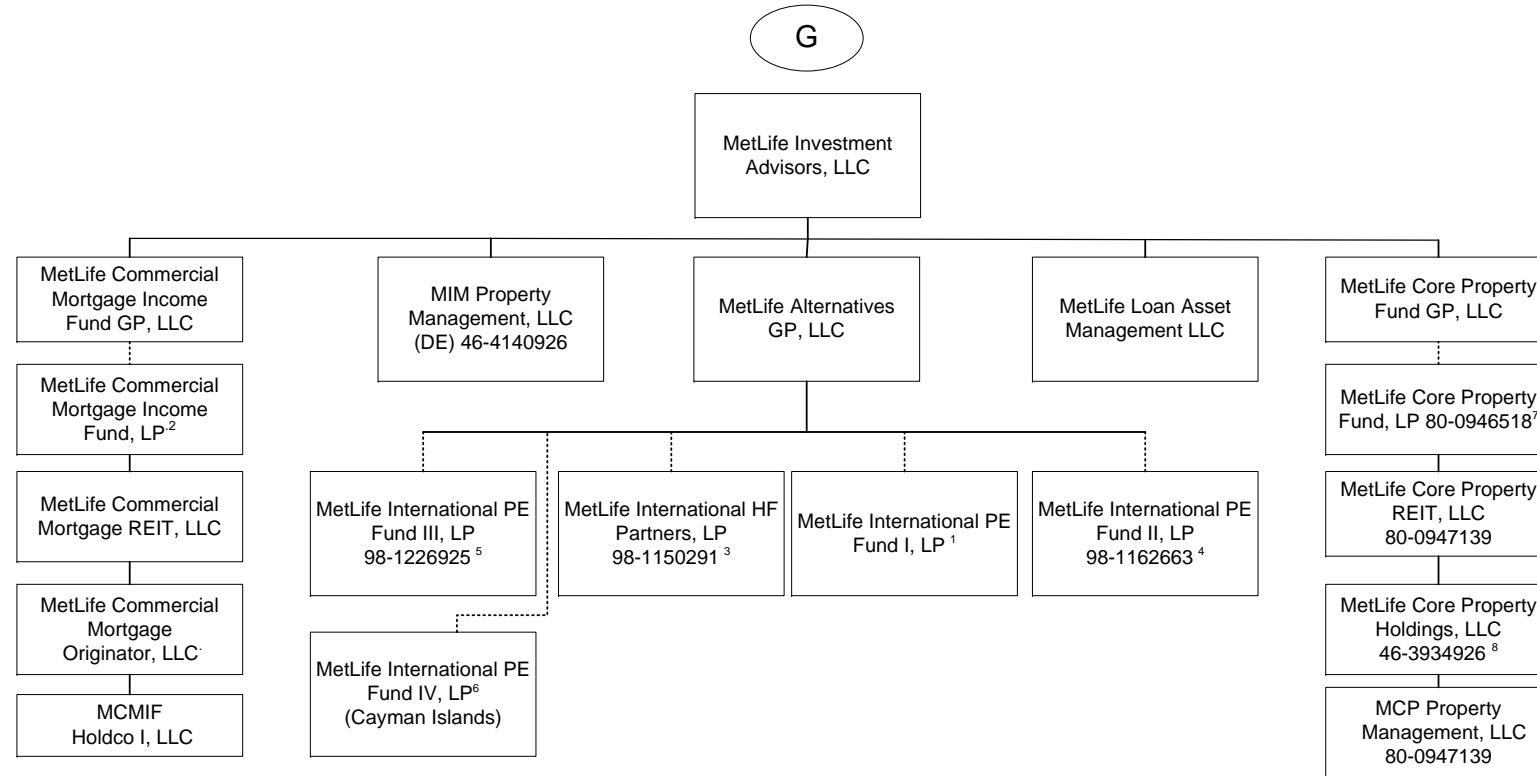 G
MetLife Investment
Advisors, LLC
MetLife Commercial
Mortgage Income
Fund GP, LLC
MIM Property
Management, LLC
(DE) 46-4140926
MetLife Alternatives
GP, LLC
MetLife Loan Asset
Management LLC
MetLife Core Property
Fund GP, LLC
MetLife Commercial
Mortgage Income
Fund, LP.2
MetLife Core Property
Fund, LP 80-0946518 7
MetLife Commercial
Mortgage REIT, LLC
MetLife International PE
Fund III, LP
98-1226925 5
MetLife International HF
Partners, LP
98-1150291 3
MetLife International PE
Fund I, LP 1
MetLife International PE
Fund II, LP
98-1162663 4
MetLife Core Property
REIT, LLC
80-0947139
MetLife Commercial
Mortgage
Originator, LLC.
MetLife International PE
Fund IV, LP6
(Cayman Islands)
MetLife Core Property
Holdings, LLC
46-3934926 8
MCMIF
Holdco I, LLC
MCP Property
Management, LLC
80-0947139